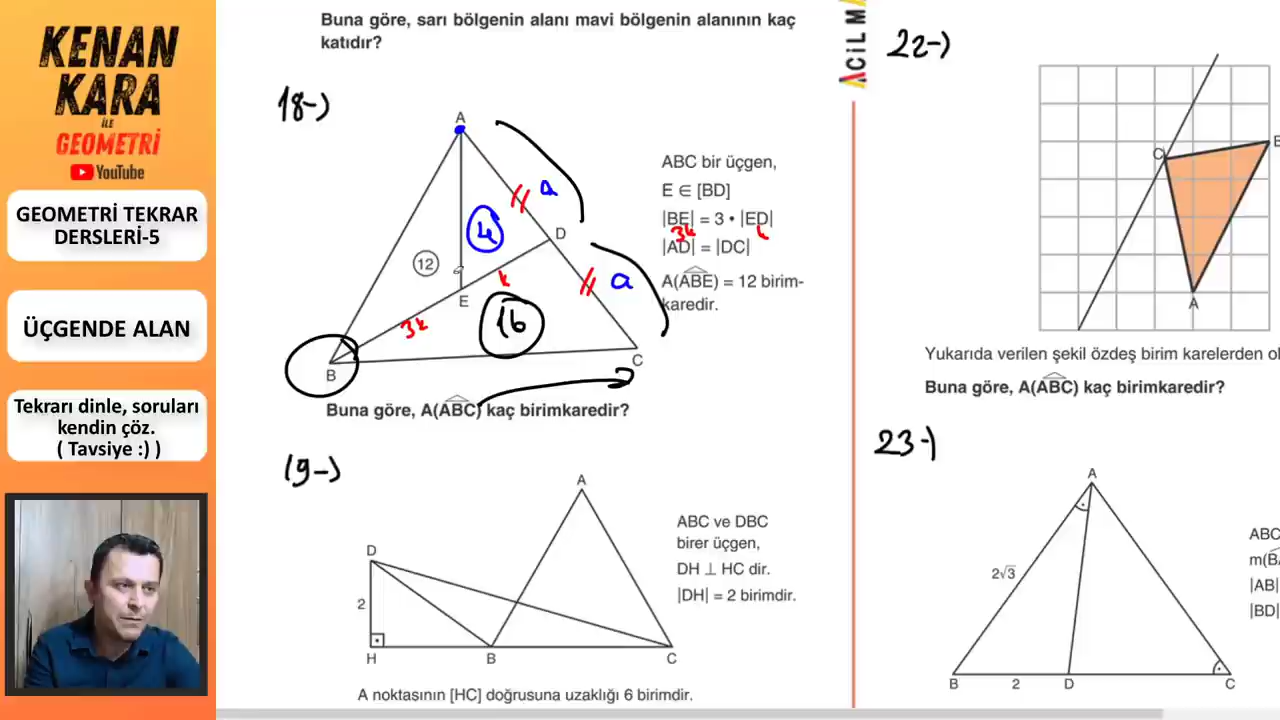 KENAN
KARA
İLE
GEOMETRİ
YouTube
GEOMETRİ TEKRAR
DERSLERİ-5
ÜÇGENDE ALAN
Tekrarı dinle, soruları
kendin çöz.
( Tavsiye :) )
Buna göre, sarı bölgenin alanı mavi bölgenin alanının kaç
katıdır?
18-)
A
a
4
D
12
E
k
a
3k
16
B
C
ABC bir üçgen,
E ∈ [BD]
|BE| = 3 • |ED|
3k k
|AD| = |DC|
A(ABE) = 12 birim-
karedir.
Buna göre, A(ABC) kaç birimkaredir?
19-)
A
D
2
H
B
C
ABC ve DBC
birer üçgen,
DH ⊥ HC dir.
|DH| = 2 birimdir.
A noktasının [HC] doğrusuna uzaklığı 6 birimdir.
ACİL M
22-)
C
B
A
Yukarıda verilen şekil özdeş birim karelerden ol
Buna göre, A(ABC) kaç birimkaredir?
23-)
A
2√3
B
2
D
C
ABC
m(B
|AB|
|BD|